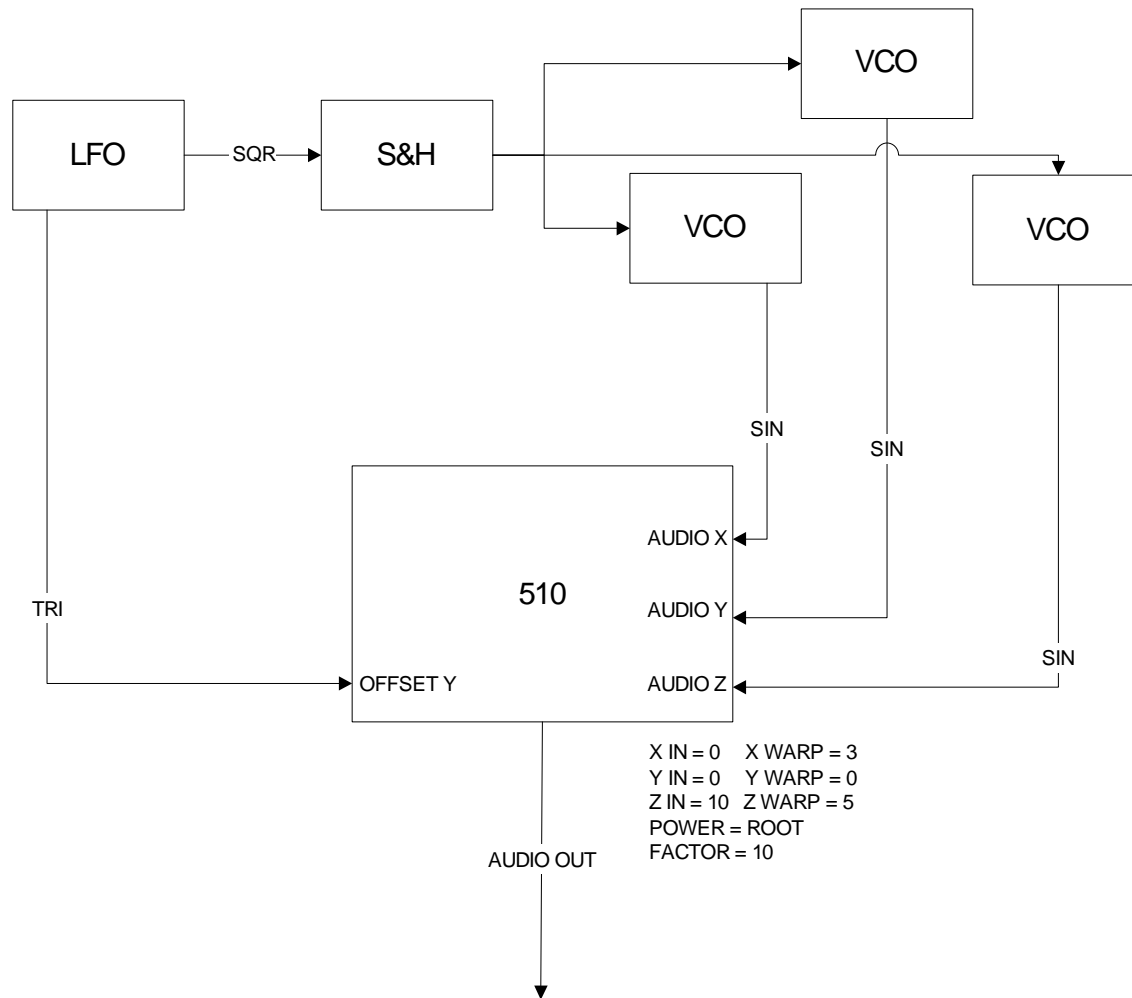 VCO
LFO
SQR
S&H
VCO
VCO
SIN
SIN
AUDIO X
510
AUDIO Y
TRI
SIN
OFFSET Y
AUDIO Z
X IN = 0 X WARP = 3
Y IN = 0 Y WARP = 0
Z IN = 10 Z WARP = 5
POWER = ROOT
FACTOR = 10
AUDIO OUT